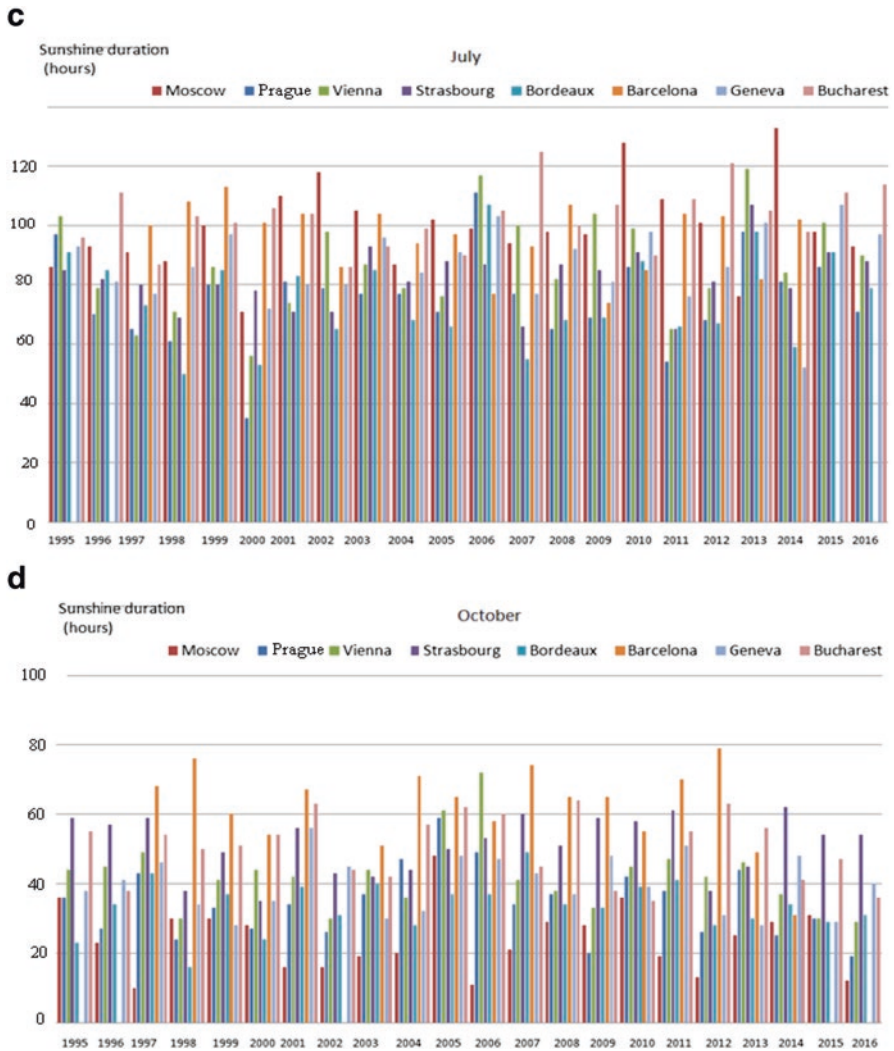 c
Sunshine duration
(hours)
July
Moscow Prague Vienna Strasbourg Bordeaux Barcelona Geneva Bucharest
120
100
80
60
40
20
0
1995 1996 1997 1998 1999 2000 2001 2002 2003 2004 2005 2006 2007 2008 2009 2010 2011 2012 2013 2014 2015 2016
d
Sunshine duration
(hours)
October
Moscow Prague Vienna Strasbourg Bordeaux Barcelona Geneva Bucharest
100
80
60
40
20
0
1995 1996 1997 1998 1999 2000 2001 2002 2003 2004 2005 2006 2007 2008 2009 2010 2011 2012 2013 2014 2015 2016